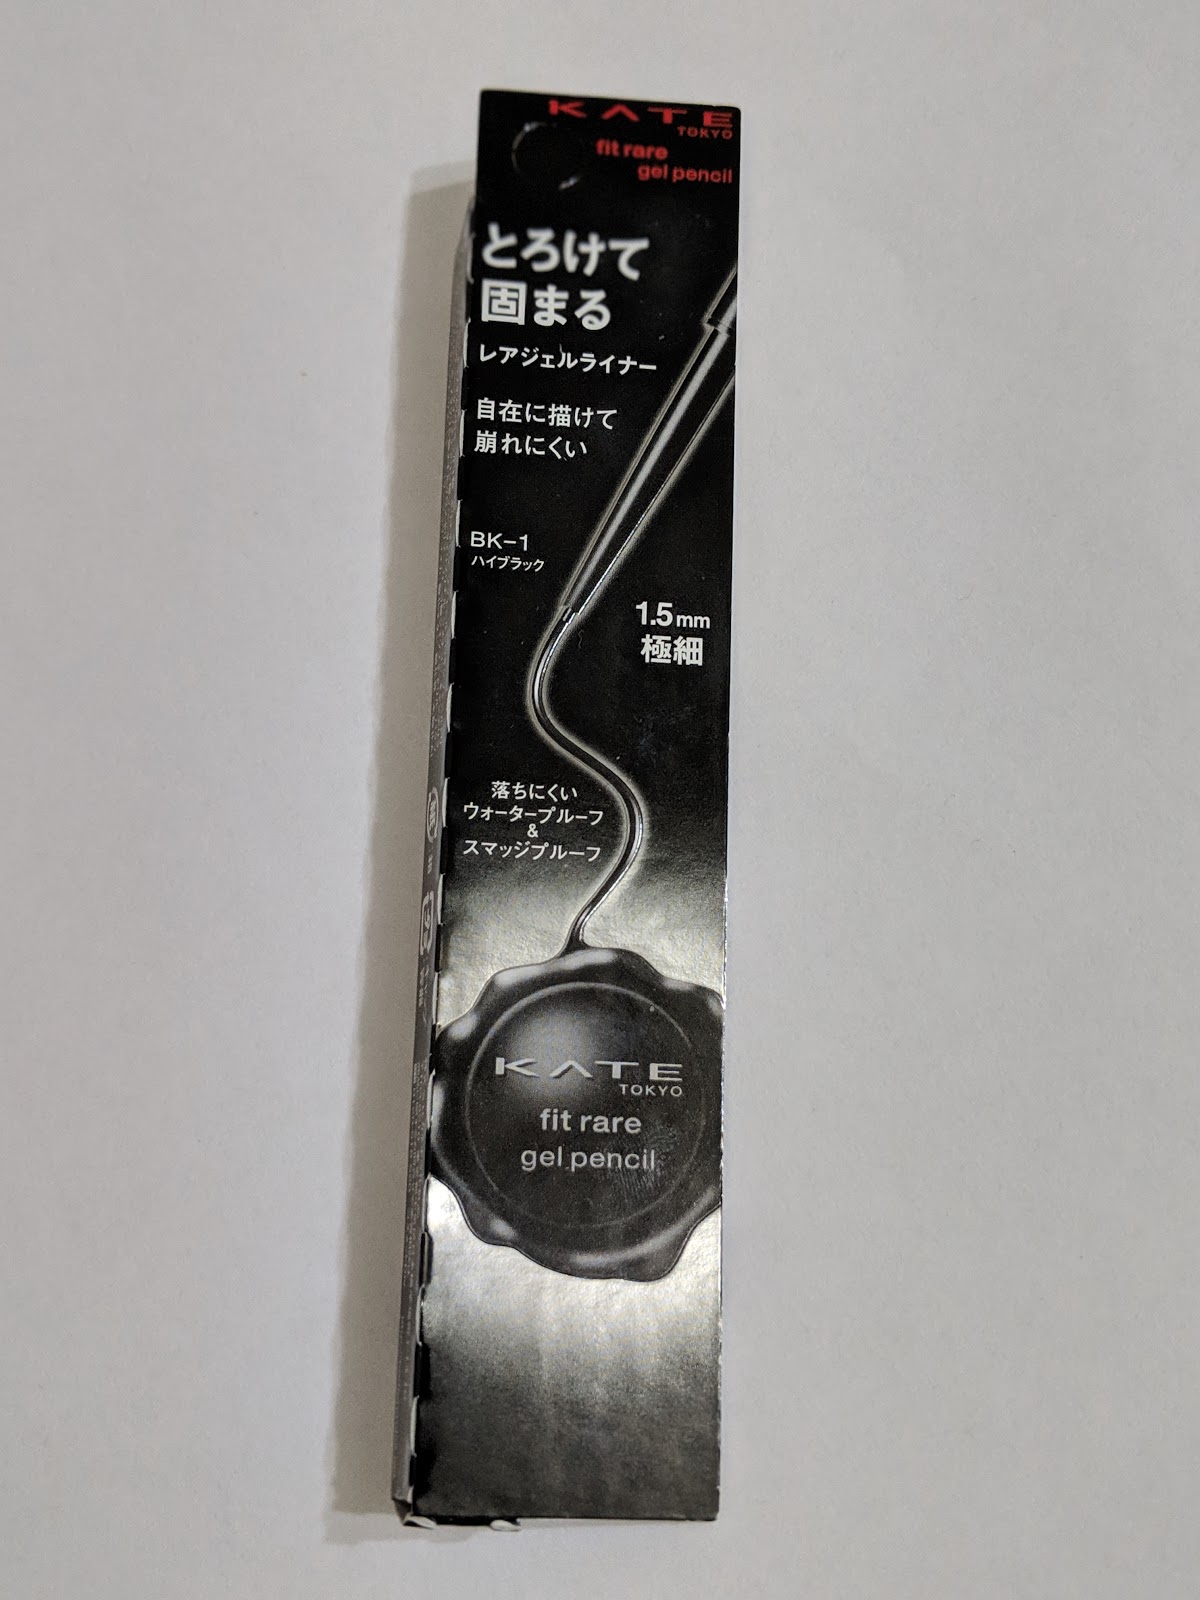 KATE
TOKYO
fit rare
gel pencil
とろけて
固まる
レアジェルライナー
自在に描けて
崩れにくい
BK-1
ハイブラック
1.5mm
極細
落ちにくい
ウォータープルーフ
&
スマッジプルーフ
KATE
TOKYO
fit rare
gel pencil